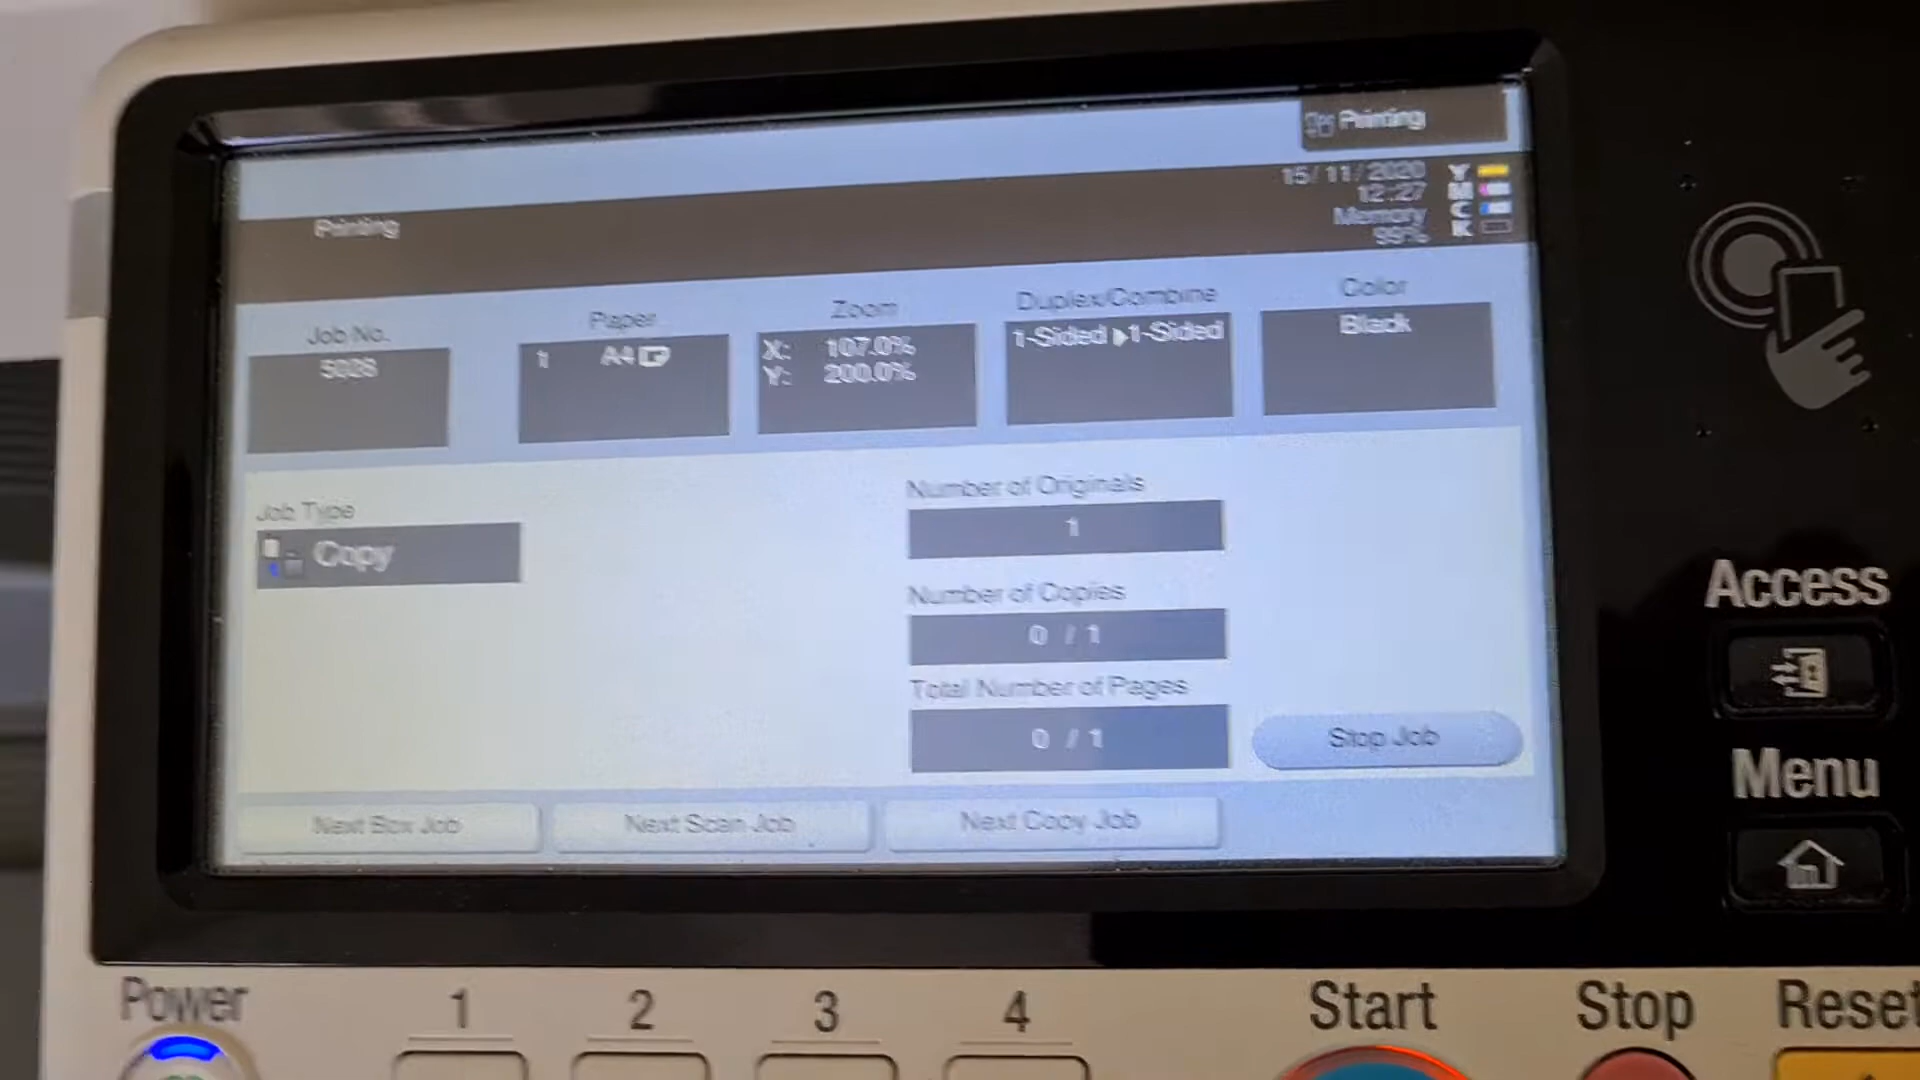 Printing
15/11/2020
12:27
Memory
99%
Y
M
C
K
Printing
Job No.
5028
Paper
1 A4
Zoom
X: 107.0%
Y: 200.0%
Duplex/Combine
1-Sided ▶1-Sided
Color
Black
Job Type
Copy
Number of Originals
1
Number of Copies
0 / 1
Total Number of Pages
0 / 1
Stop Job
Next Box Job
Next Scan Job
Next Copy Job
Access
Menu
Power
1
2
3
4
Start
Stop
Reset